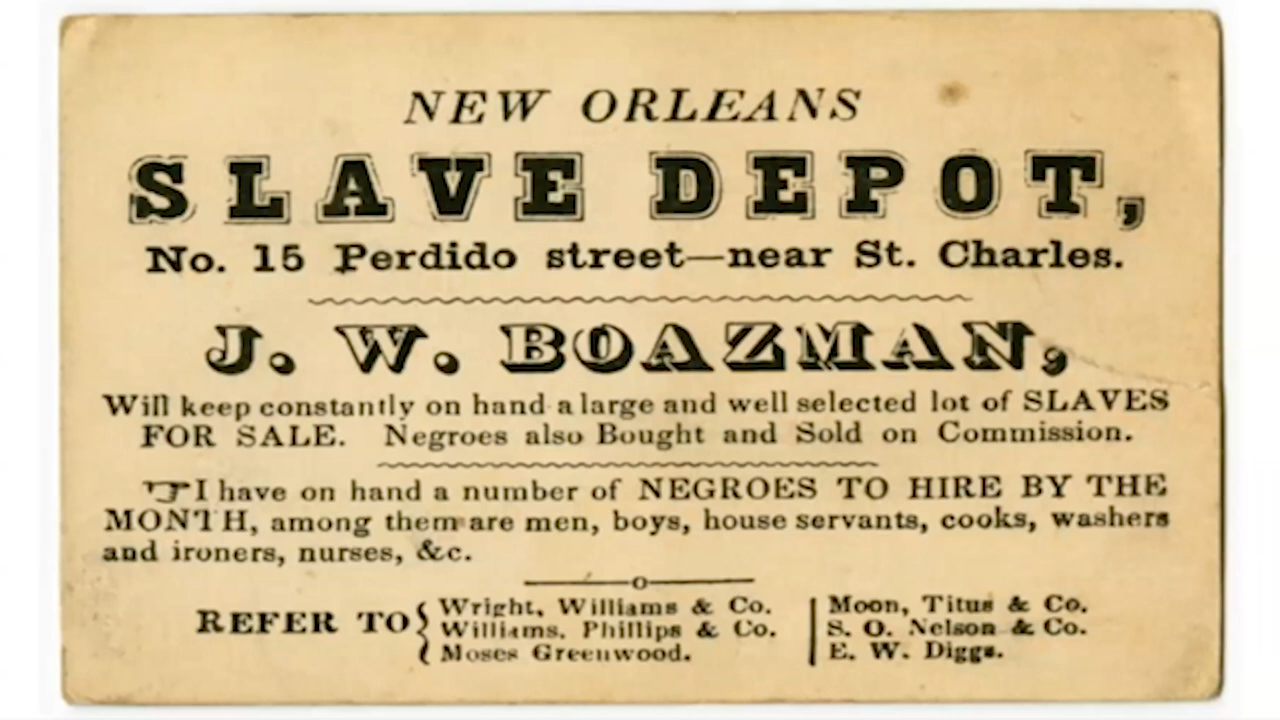 NEW ORLEANS
SLAVE DEPOT,
No. 15 Perdido street—near St. Charles.
J. W. BOAZMAN,
Will keep constantly on hand a large and well selected lot of SLAVES
FOR SALE. Negroes also Bought and Sold on Commission.
☞I have on hand a number of NEGROES TO HIRE BY THE
MONTH, among them are men, boys, house servants, cooks, washers
and ironers, nurses, &c.
REFER TO
Wright, Williams & Co.
Williams, Phillips & Co.
Moses Greenwood.
Moon, Titus & Co.
S. O. Nelson & Co.
E. W. Diggs.